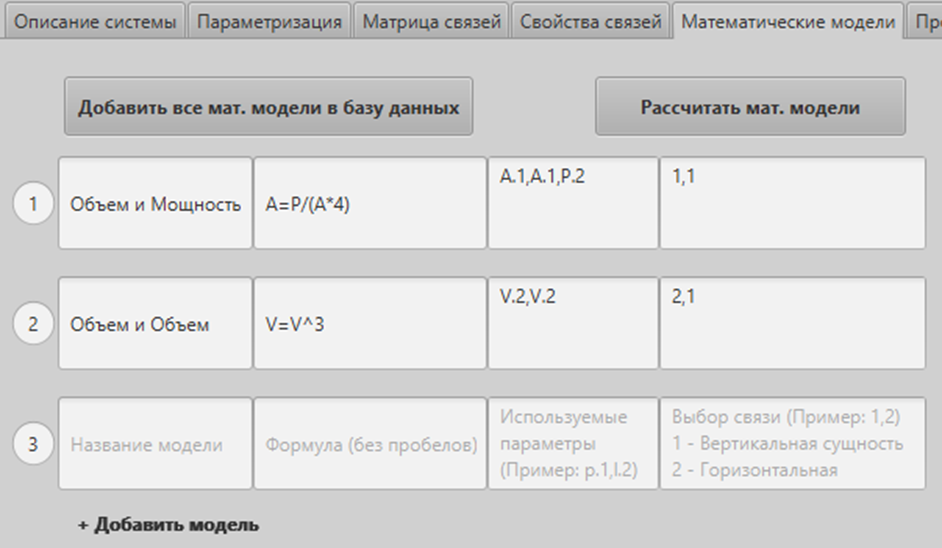 Описание системы
Параметризация
Матрица связей
Свойства связей
Математические модели
Добавить все мат. модели в базу данных
Рассчитать мат. модели
1
Объем и Мощность
A=P/(A*4)
A.1,A.1,P.2
1,1
2
Объем и Объем
V=V^3
V.2,V.2
2,1
3
Название модели
Формула (без пробелов)
Используемые
параметры
(Пример: p.1,l.2)
Выбор связи (Пример: 1,2)
1 - Вертикальная сущность
2 - Горизонтальная
+ Добавить модель